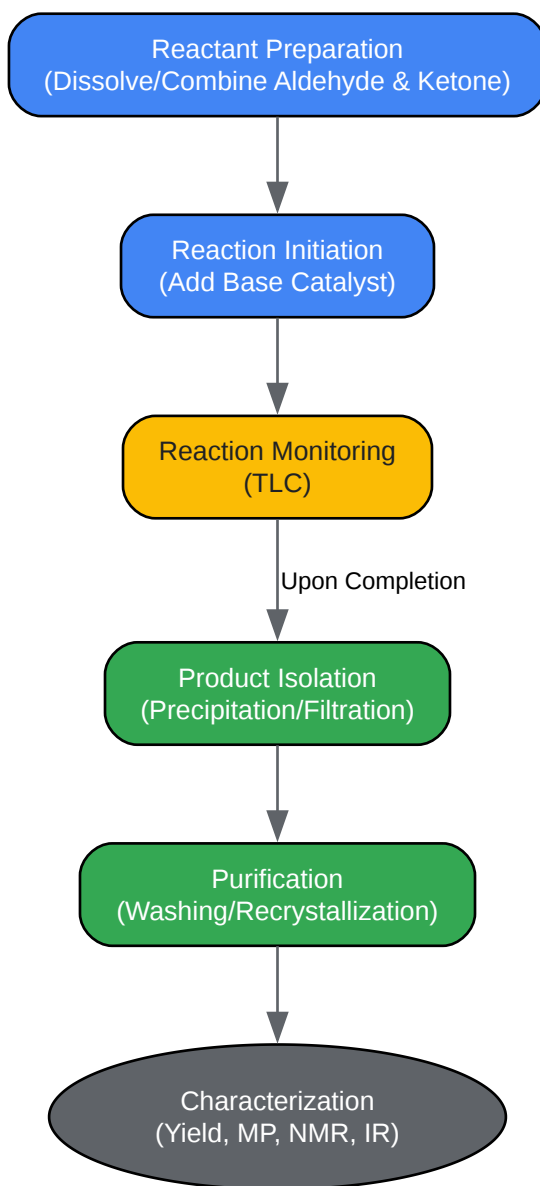 Reactant Preparation
(Dissolve/Combine Aldehyde & Ketone)
Reaction Initiation
(Add Base Catalyst)
Reaction Monitoring
(TLC)
Upon Completion
Product Isolation
(Precipitation/Filtration)
Purification
(Washing/Recrystallization)
Characterization
(Yield, MP, NMR, IR)